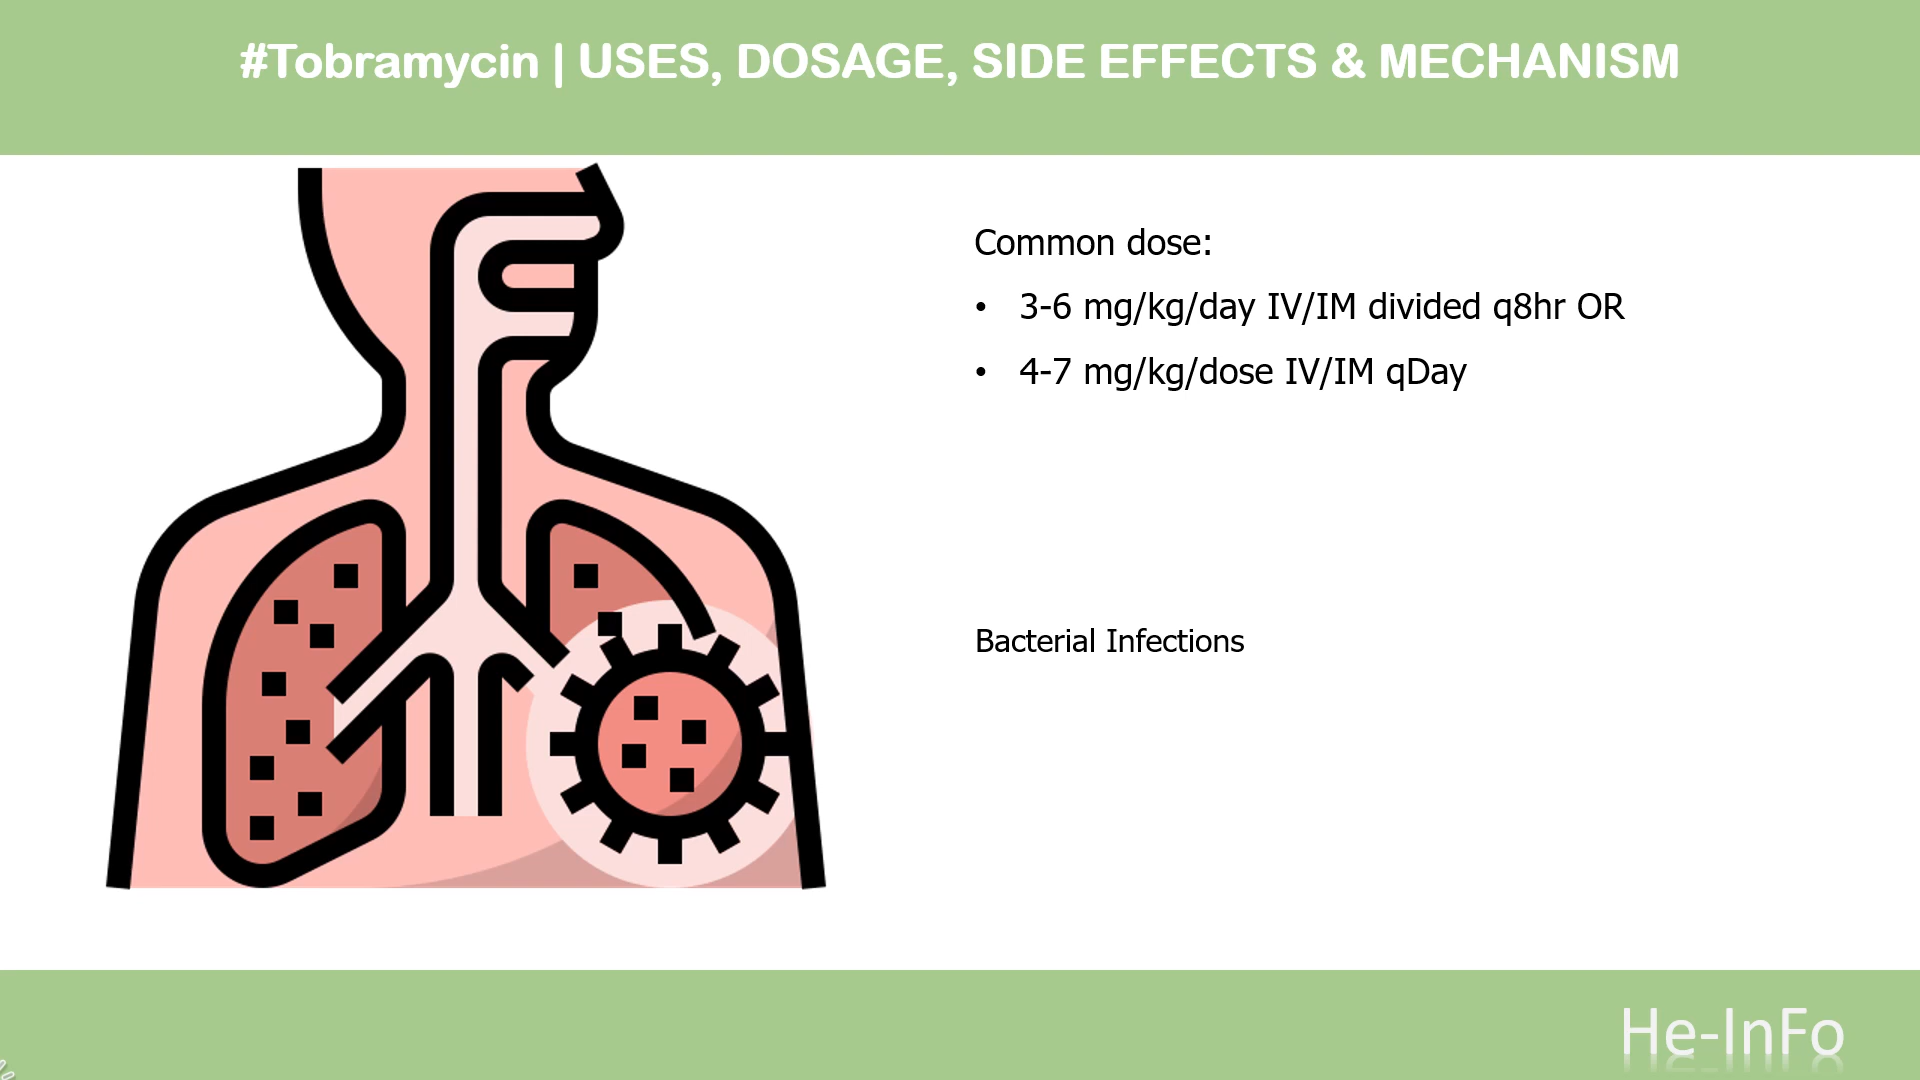 #Tobramycin | USES, DOSAGE, SIDE EFFECTS & MECHANISM
Common dose:
• 3-6 mg/kg/day IV/IM divided q8hr OR
• 4-7 mg/kg/dose IV/IM qDay
Bacterial Infections
He-InFo